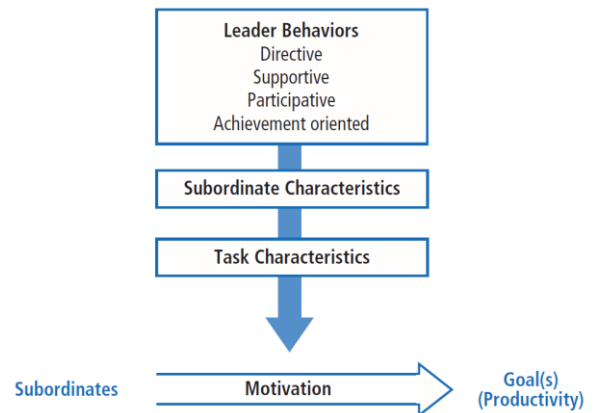 Leader Behaviors
Directive
Supportive
Participative
Achievement oriented
Subordinate Characteristics
Task Characteristics
Subordinates
Motivation
Goal(s)
(Productivity)